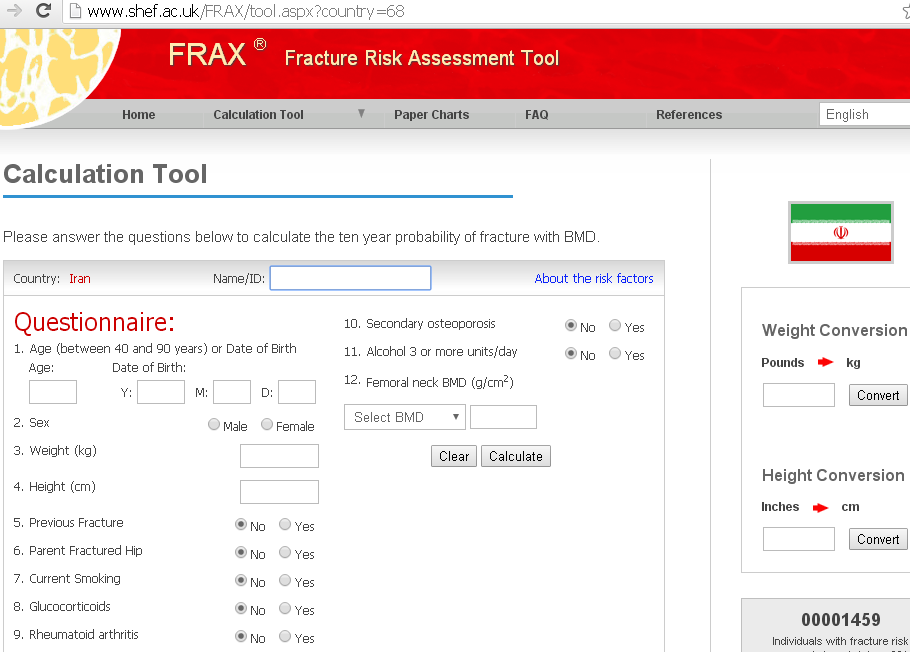 www.shef.ac.uk/FRAX/tool.aspx?country=68
FRAX ® Fracture Risk Assessment Tool
Home Calculation Tool ▼ Paper Charts FAQ References English
Calculation Tool
Please answer the questions below to calculate the ten year probability of fracture with BMD.
Country: Iran Name/ID: About the risk factors
Questionnaire:
1. Age (between 40 and 90 years) or Date of Birth
Age: Date of Birth:
Y: M: D:
2. Sex Male Female
3. Weight (kg)
4. Height (cm)
5. Previous Fracture No Yes
6. Parent Fractured Hip No Yes
7. Current Smoking No Yes
8. Glucocorticoids No Yes
9. Rheumatoid arthritis No Yes
10. Secondary osteoporosis No Yes
11. Alcohol 3 or more units/day No Yes
12. Femoral neck BMD (g/cm²)
Select BMD ▼
Clear Calculate
Weight Conversion
Pounds kg
Convert
Height Conversion
Inches cm
Convert
00001459
Individuals with fracture risk